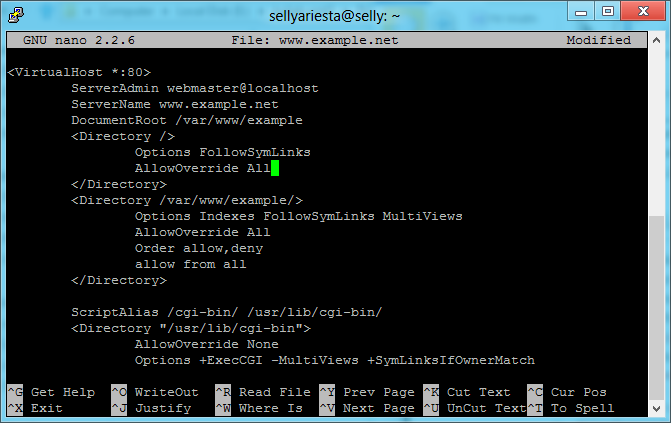 sellyariesta@selly: ~
GNU nano 2.2.6 File: www.example.net Modified
<VirtualHost *:80>
ServerAdmin webmaster@localhost
ServerName www.example.net
DocumentRoot /var/www/example
<Directory />
Options FollowSymLinks
AllowOverride All
</Directory>
<Directory /var/www/example/>
Options Indexes FollowSymLinks MultiViews
AllowOverride All
Order allow,deny
allow from all
</Directory>
ScriptAlias /cgi-bin/ /usr/lib/cgi-bin/
<Directory "/usr/lib/cgi-bin">
AllowOverride None
Options +ExecCGI -MultiViews +SymLinksIfOwnerMatch
^G Get Help ^O WriteOut ^R Read File ^Y Prev Page ^K Cut Text ^C Cur Pos
^X Exit ^J Justify ^W Where Is ^V Next Page ^U UnCut Text ^T To Spell